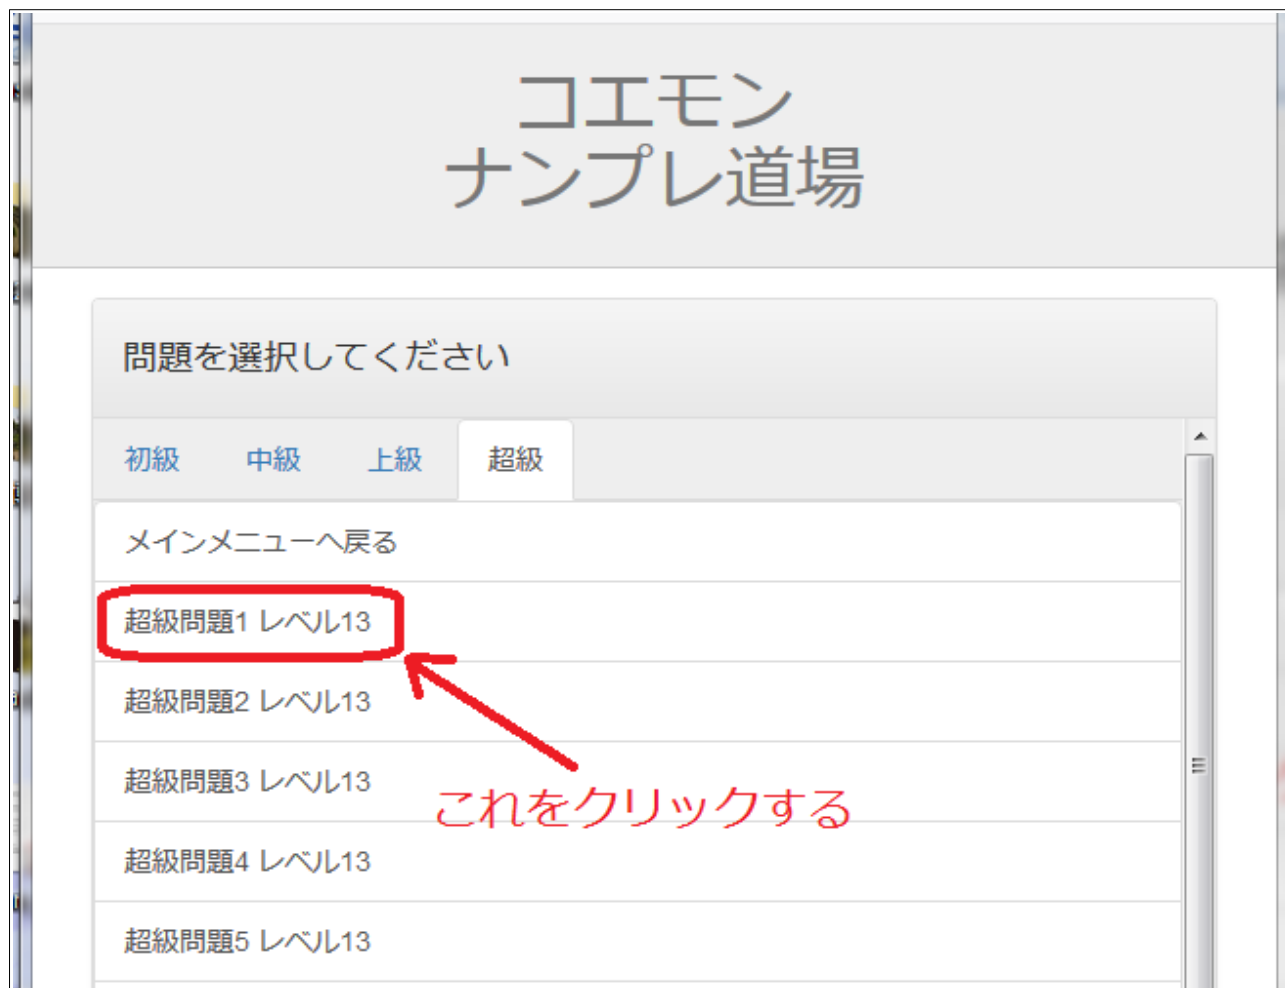 コエモン
ナンプレ道場
問題を選択してください
初級 中級 上級 超級
メインメニューへ戻る
超級問題1 レベル13
超級問題2 レベル13
超級問題3 レベル13
これをクリックする
超級問題4 レベル13
超級問題5 レベル13